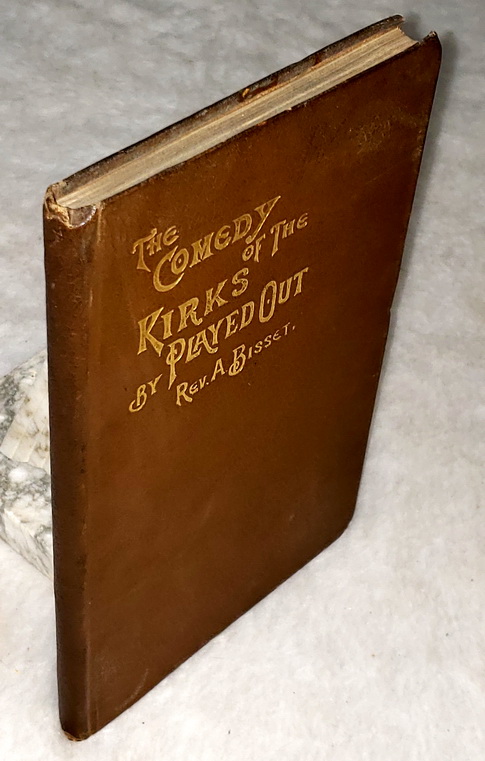 The
Comedy
of the
Kirks
Played Out
by Rev. A. Bisset.